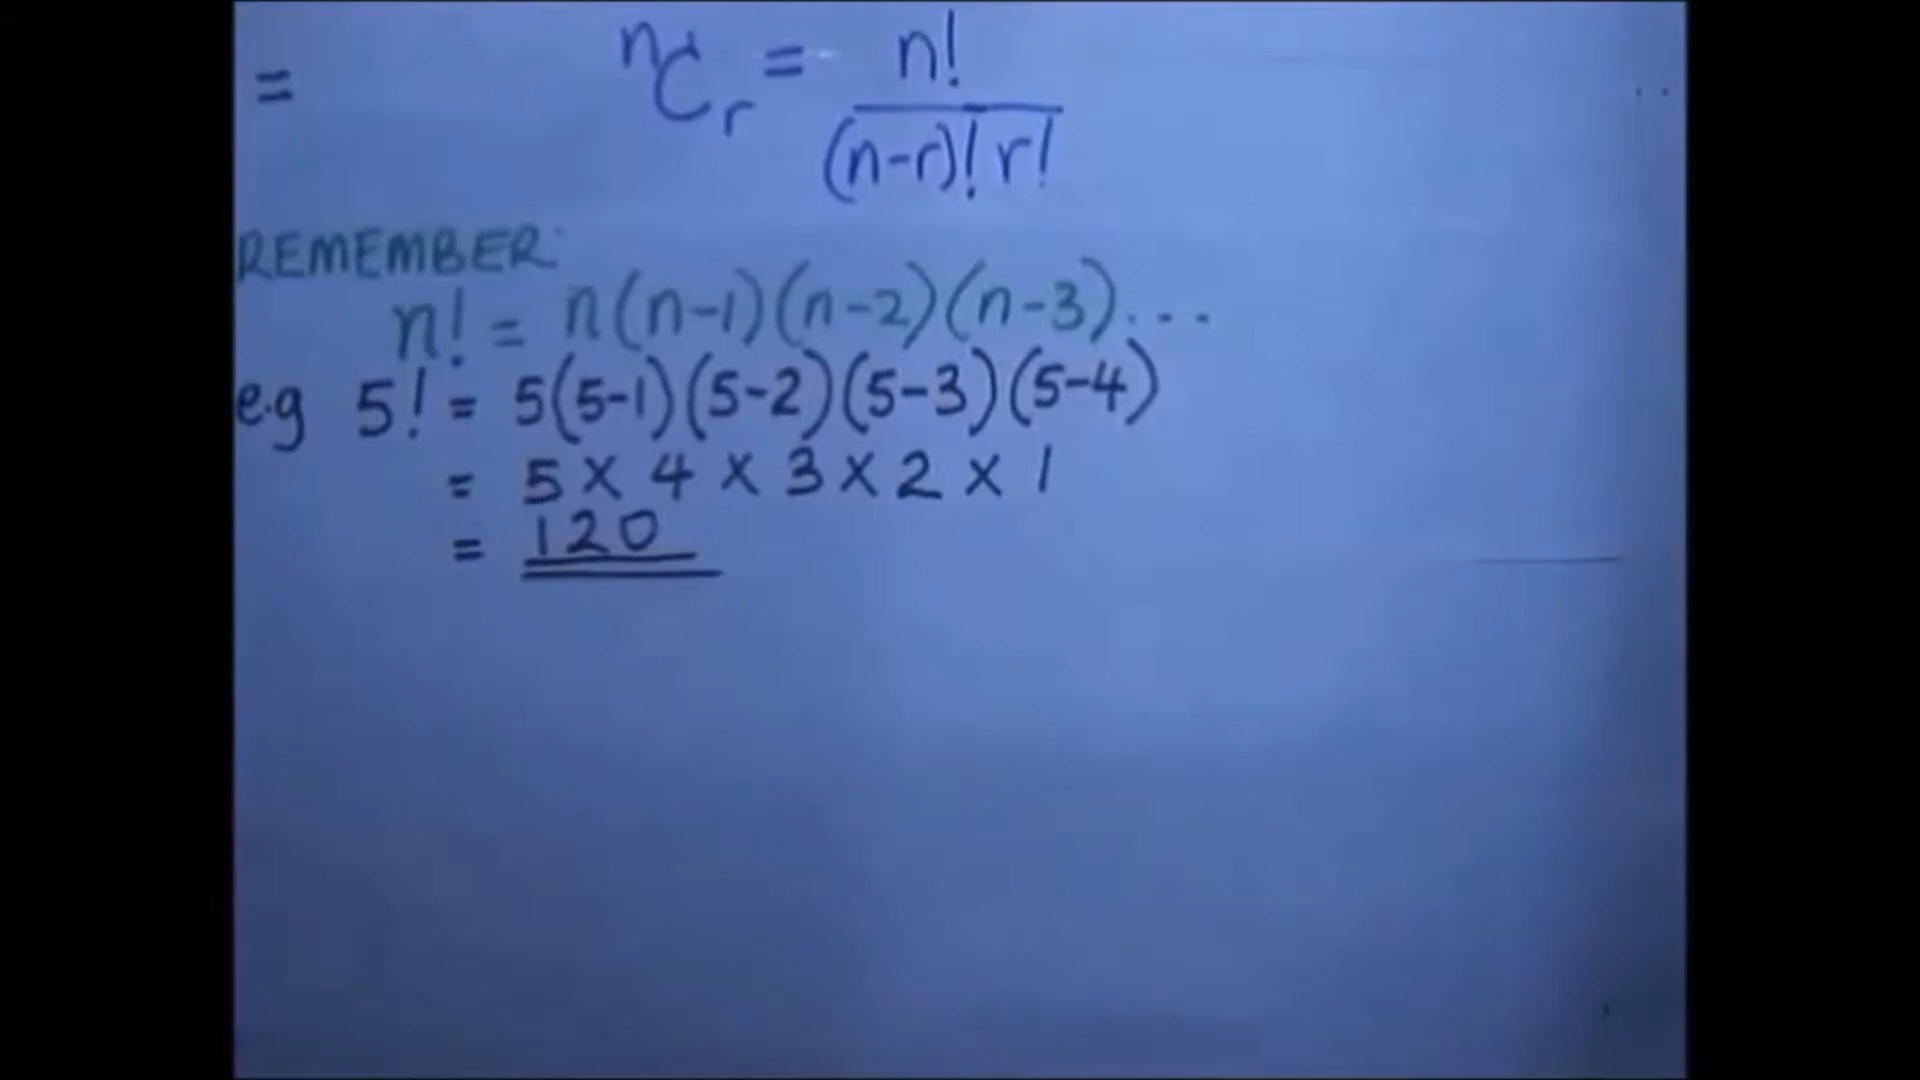 = ⁿCᵣ = n!
(n-r)! r!
REMEMBER:
n! = n(n-1)(n-2)(n-3)...
e.g 5! = 5(5-1)(5-2)(5-3)(5-4)
= 5 x 4 x 3 x 2 x 1
= 120